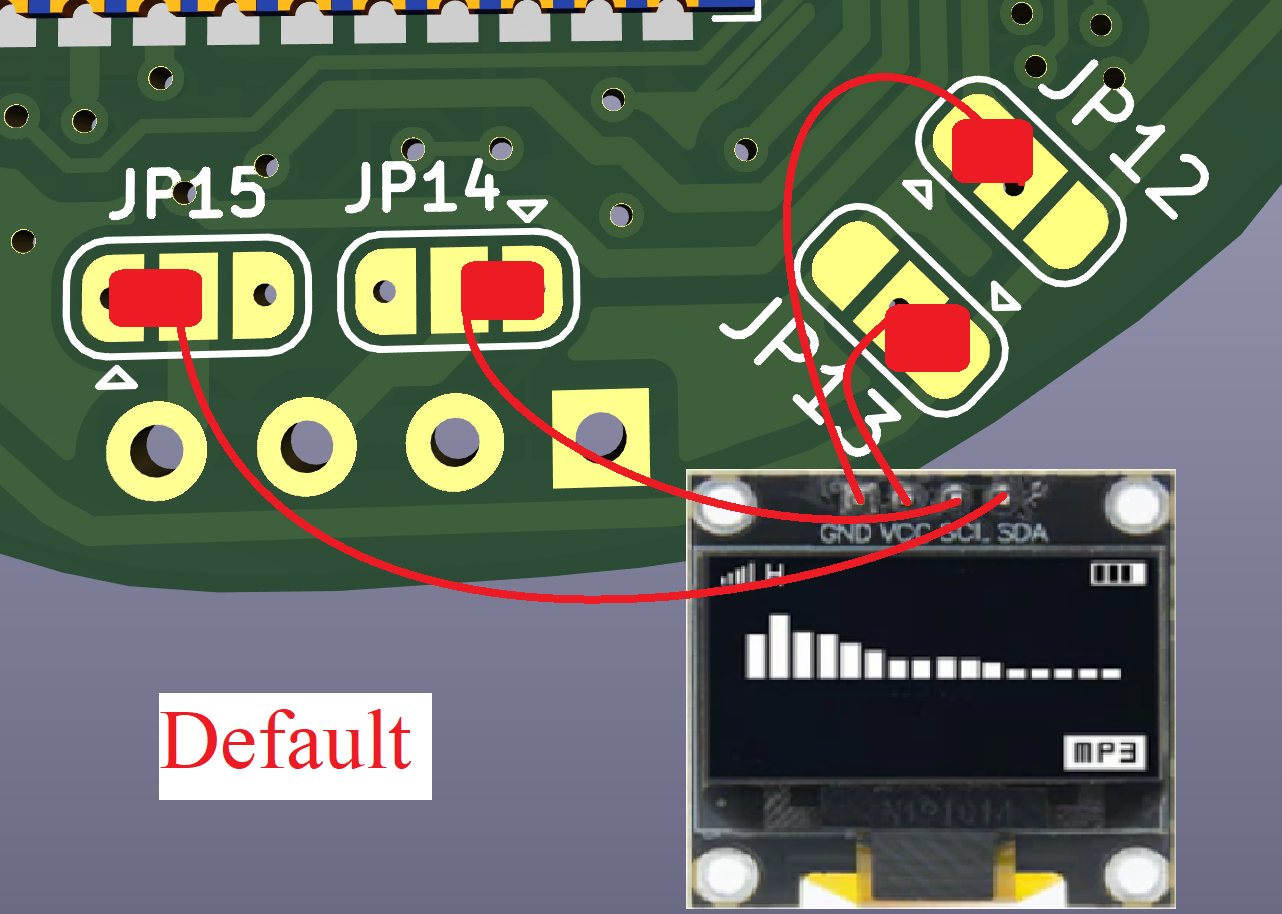 JP12
JP15
JP14
JP13
GND VCC SCL SDA
H
Default
MP3